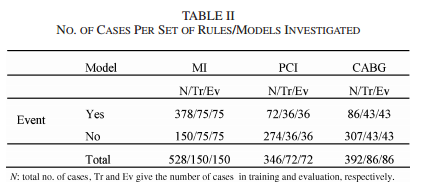 TABLE II
NO. OF CASES PER SET OF RULES/MODELS INVESTIGATED
Model MI PCI CABG
N/Tr/Ev N/Tr/Ev N/Tr/Ev
Event Yes 378/75/75 72/36/36 86/43/43
No 150/75/75 274/36/36 307/43/43
Total 528/150/150 346/72/72 392/86/86
N: total no. of cases, Tr and Ev give the number of cases in training and evaluation, respectively.